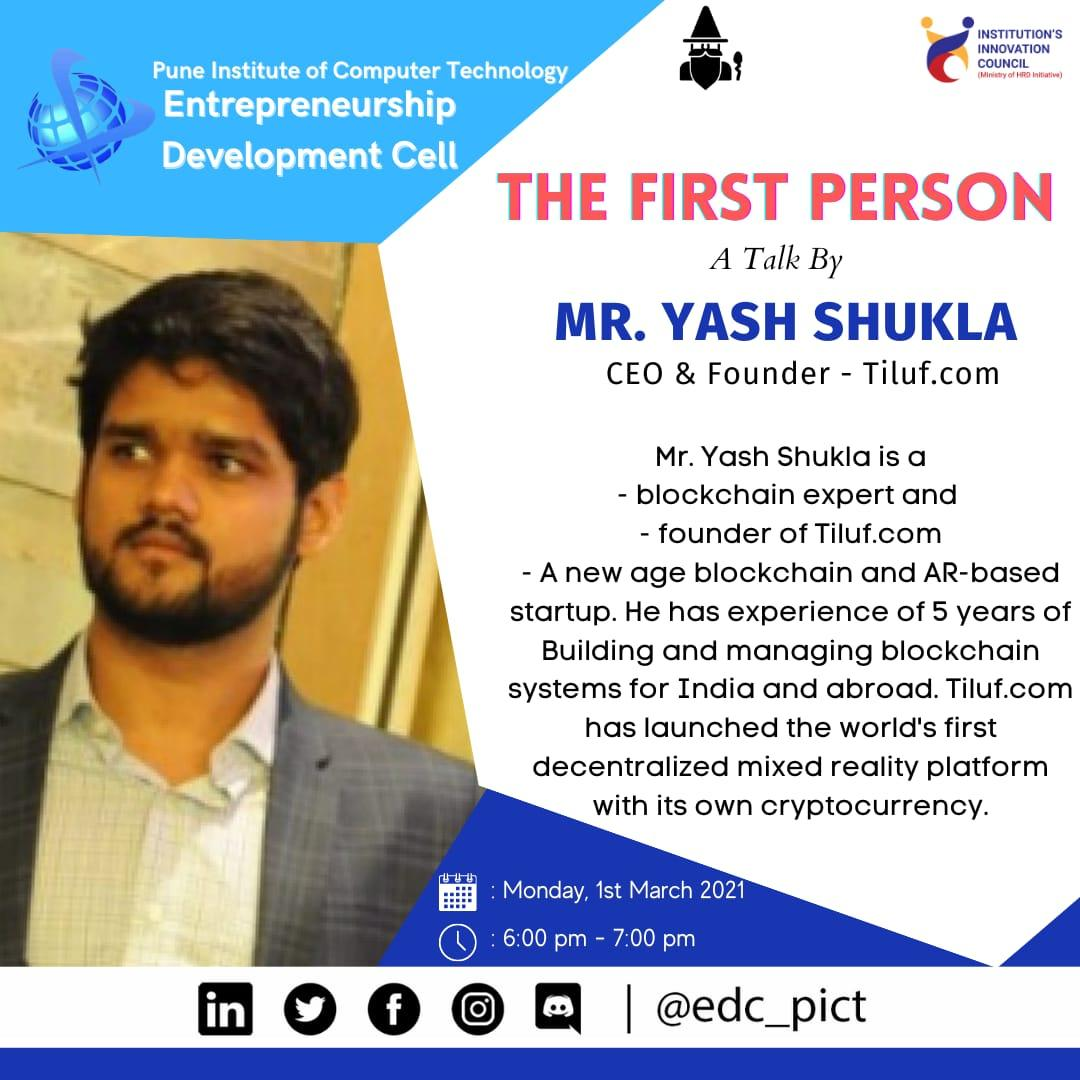 Pune Institute of Computer Technology
Entrepreneurship
Development Cell
INSTITUTION'S
INNOVATION
COUNCIL
(Ministry of HRD Initiative)
THE FIRST PERSON
A Talk By
MR. YASH SHUKLA
CEO & Founder - Tiluf.com
Mr. Yash Shukla is a
- blockchain expert and
- founder of Tiluf.com
- A new age blockchain and AR-based
startup. He has experience of 5 years of
Building and managing blockchain
systems for India and abroad. Tiluf.com
has launched the world's first
decentralized mixed reality platform
with its own cryptocurrency.
: Monday, 1st March 2021
: 6:00 pm - 7:00 pm
in | @edc_pict